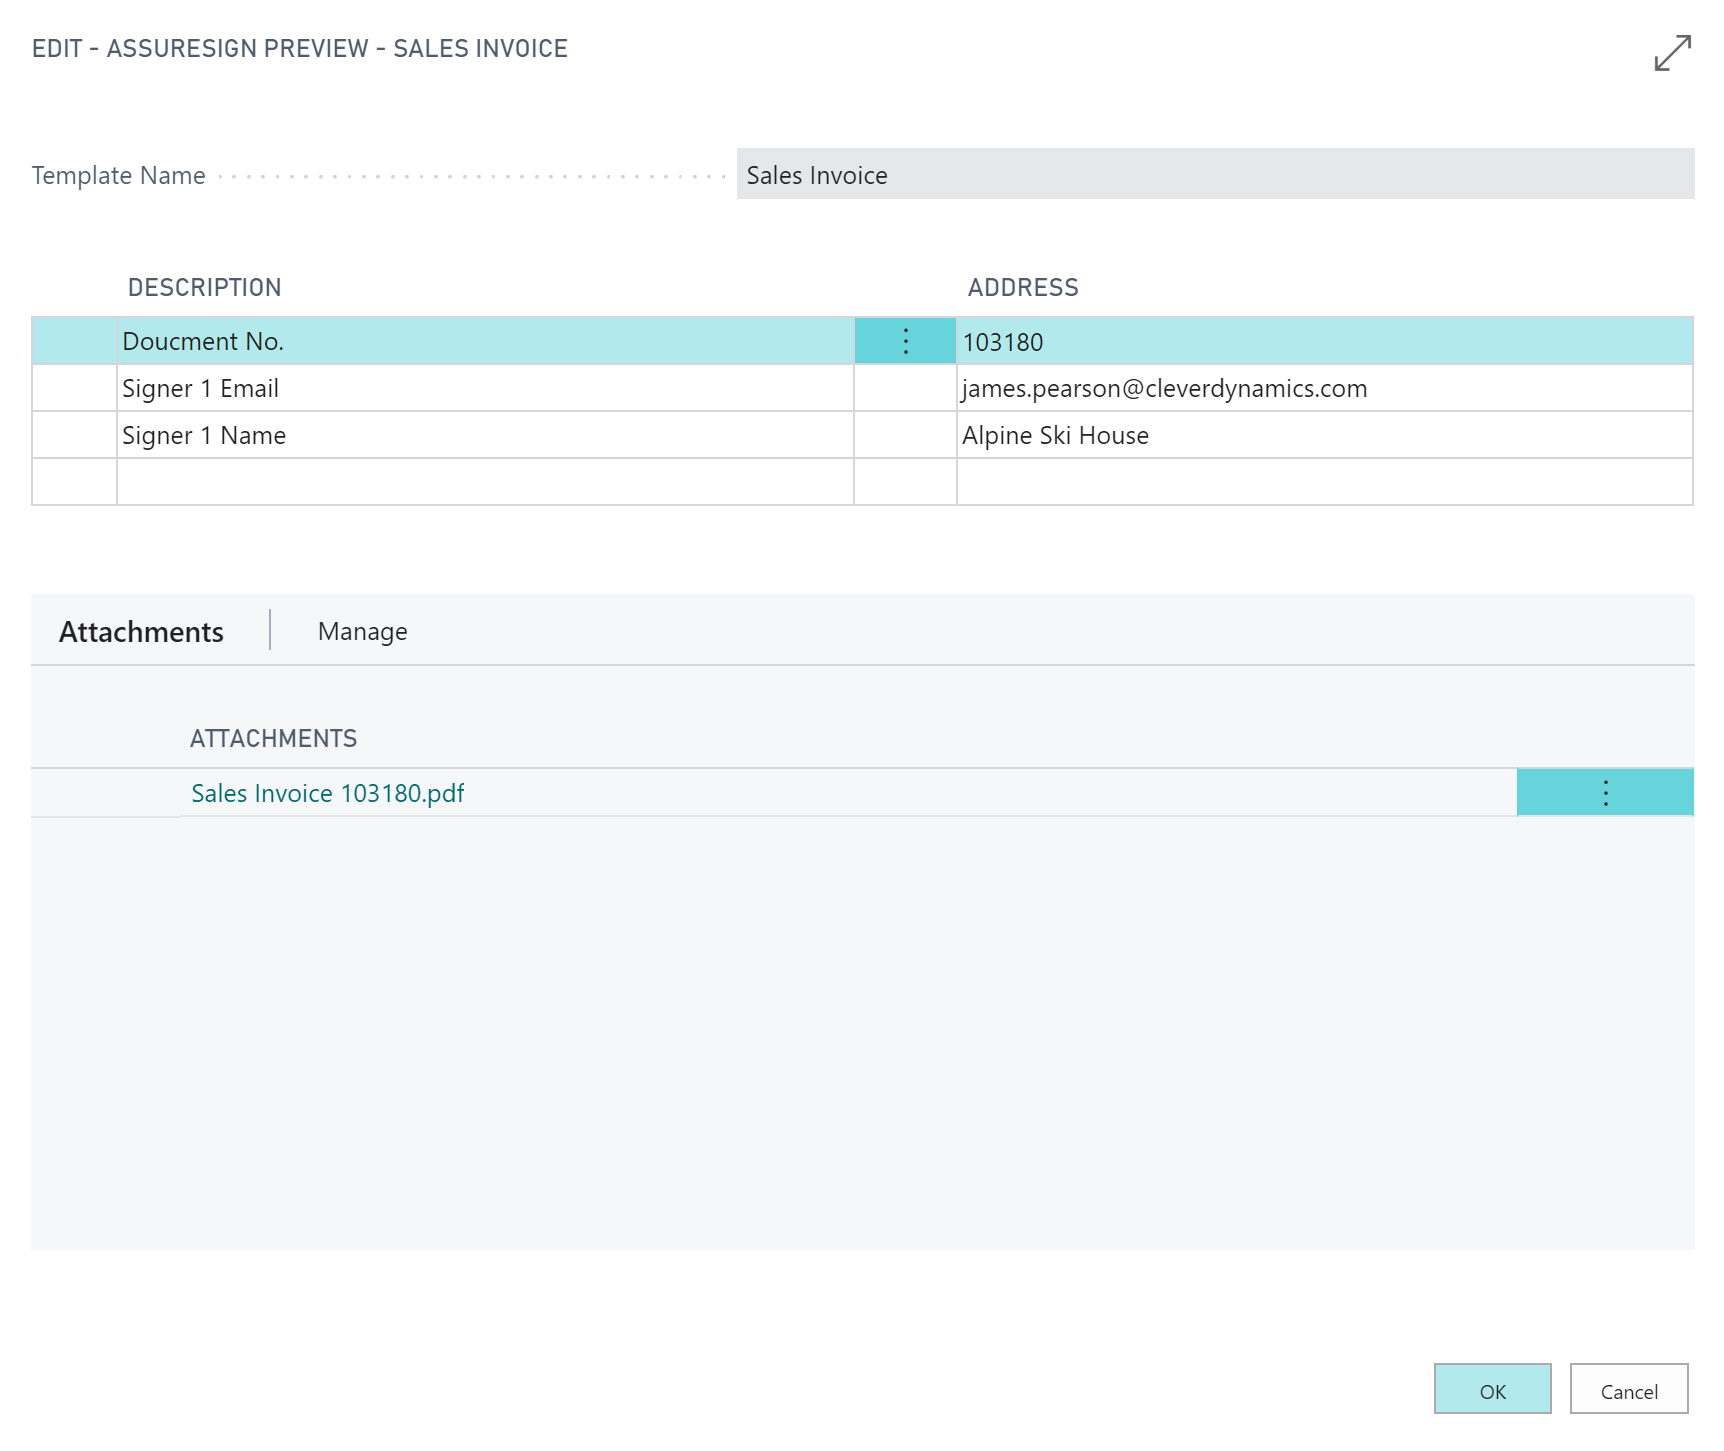 EDIT - ASSURESIGN PREVIEW - SALES INVOICE
Template Name Sales Invoice
DESCRIPTION ADDRESS
Doucment No. 103180
Signer 1 Email james.pearson@cleverdynamics.com
Signer 1 Name Alpine Ski House
Attachments Manage
ATTACHMENTS
Sales Invoice 103180.pdf
OK Cancel